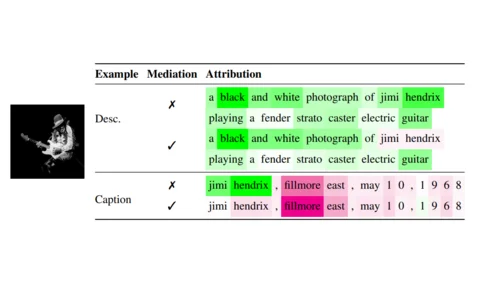 Example Mediation Attribution
Desc.
✗ a black and white photograph of jimi hendrix
playing a fender strato caster electric guitar
✓ a black and white photograph of jimi hendrix
playing a fender strato caster electric guitar
Caption
✗ jimi hendrix , fillmore east , may 1 0 , 1 9 6 8
✓ jimi hendrix , fillmore east , may 1 0 , 1 9 6 8